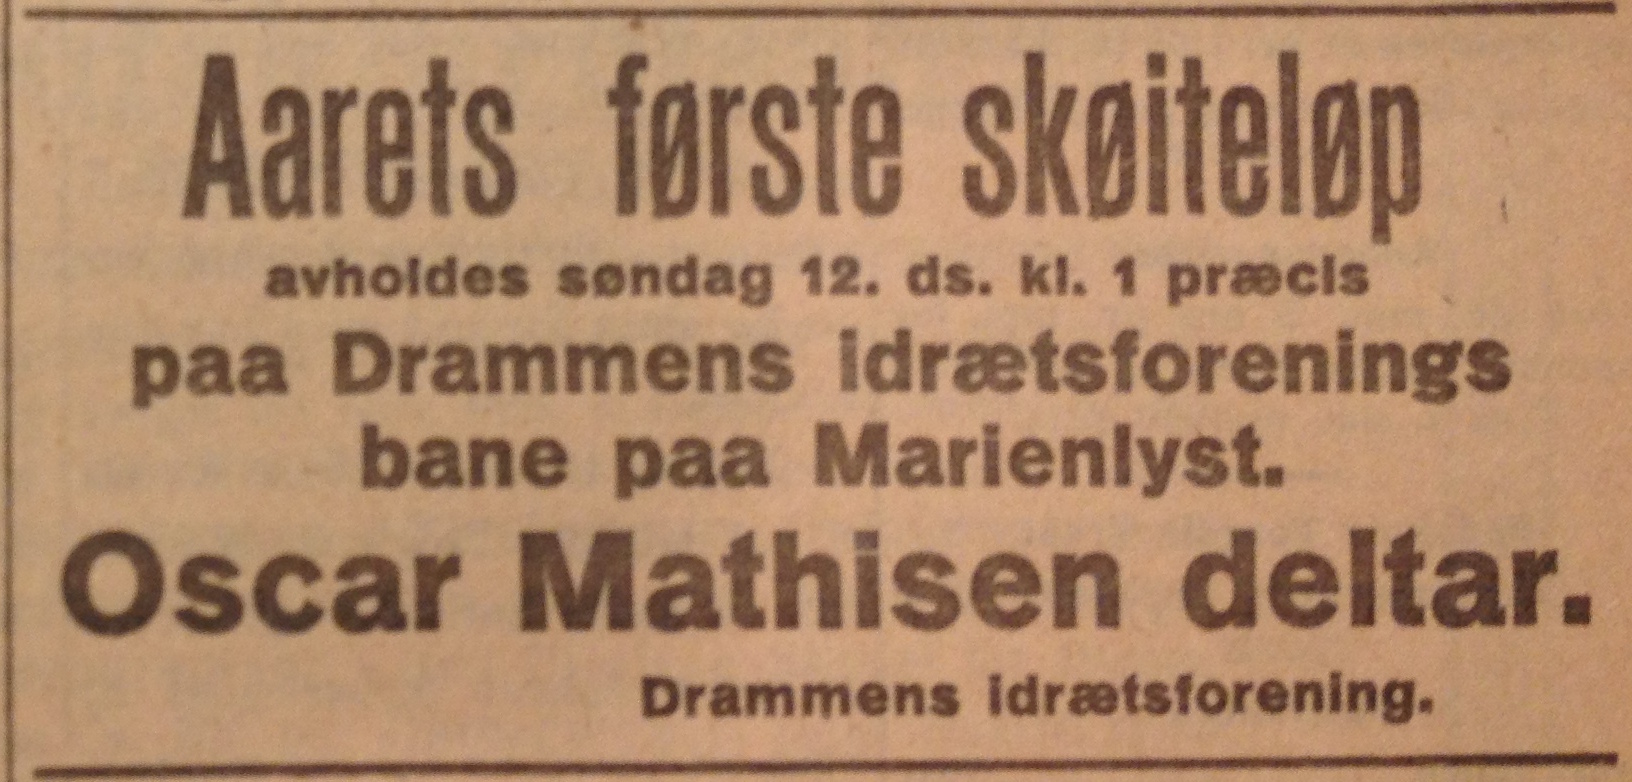 Aarets første skøiteløp
avholdes søndag 12. ds. kl. 1 præcis
paa Drammens idrætsforenings
bane paa Marienlyst.
Oscar Mathisen deltar.
Drammens idrætsforening.